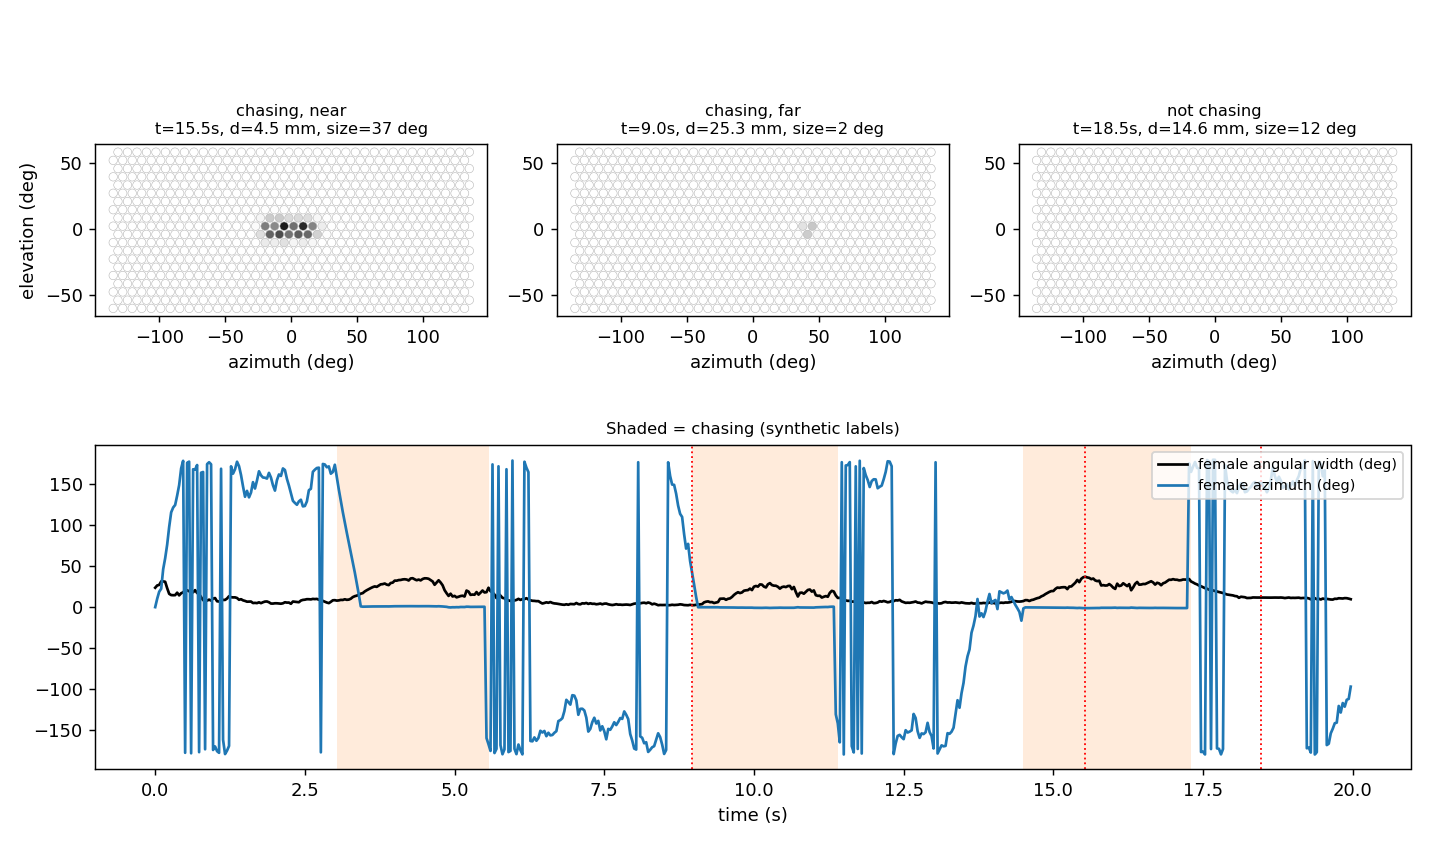 chasing, near
t=15.5s, d=4.5 mm, size=37 deg
chasing, far
t=9.0s, d=25.3 mm, size=2 deg
not chasing
t=18.5s, d=14.6 mm, size=12 deg
elevation (deg)
50
0
−50
−100
−50
0
50
100
azimuth (deg)
50
0
−50
−100
−50
0
50
100
azimuth (deg)
50
0
−50
−100
−50
0
50
100
azimuth (deg)
Shaded = chasing (synthetic labels)
female angular width (deg)
female azimuth (deg)
150
100
50
0
−50
−100
−150
0.0
2.5
5.0
7.5
10.0
12.5
15.0
17.5
20.0
time (s)